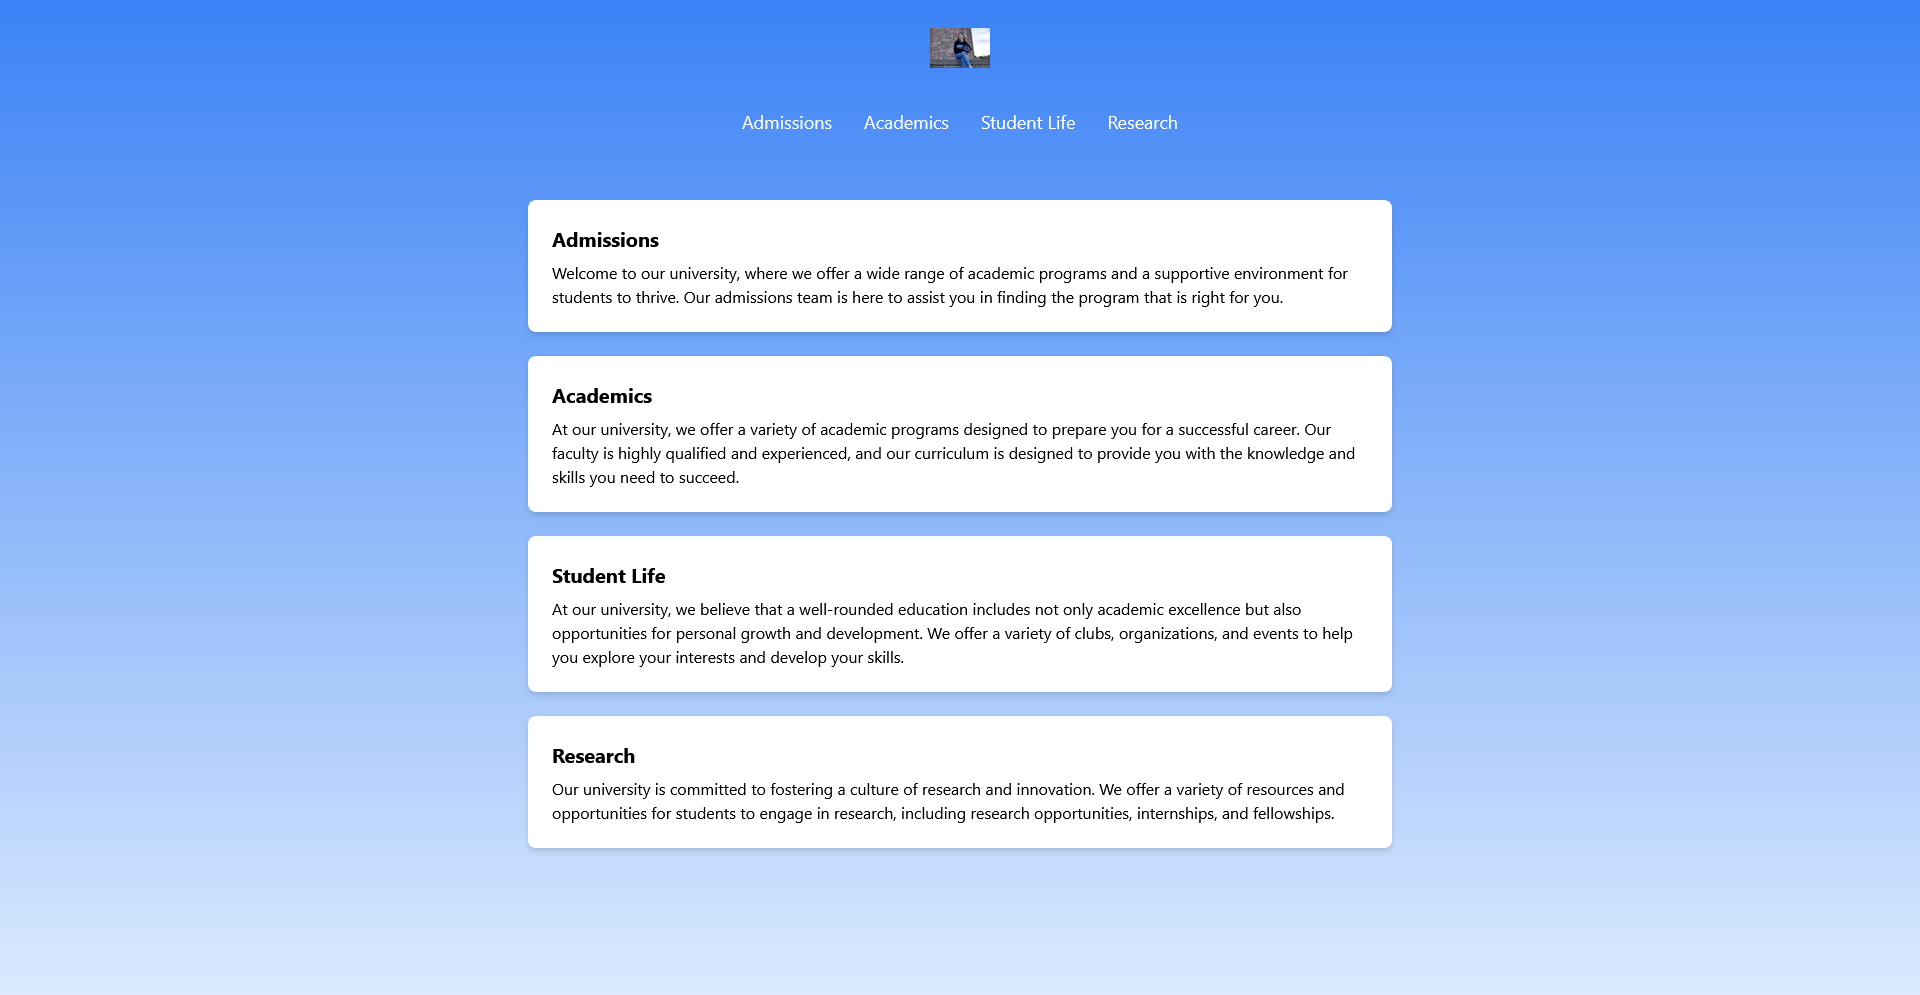 Admissions Academics Student Life Research
Admissions
Welcome to our university, where we offer a wide range of academic programs and a supportive environment for
students to thrive. Our admissions team is here to assist you in finding the program that is right for you.
Academics
At our university, we offer a variety of academic programs designed to prepare you for a successful career. Our
faculty is highly qualified and experienced, and our curriculum is designed to provide you with the knowledge and
skills you need to succeed.
Student Life
At our university, we believe that a well-rounded education includes not only academic excellence but also
opportunities for personal growth and development. We offer a variety of clubs, organizations, and events to help
you explore your interests and develop your skills.
Research
Our university is committed to fostering a culture of research and innovation. We offer a variety of resources and
opportunities for students to engage in research, including research opportunities, internships, and fellowships.